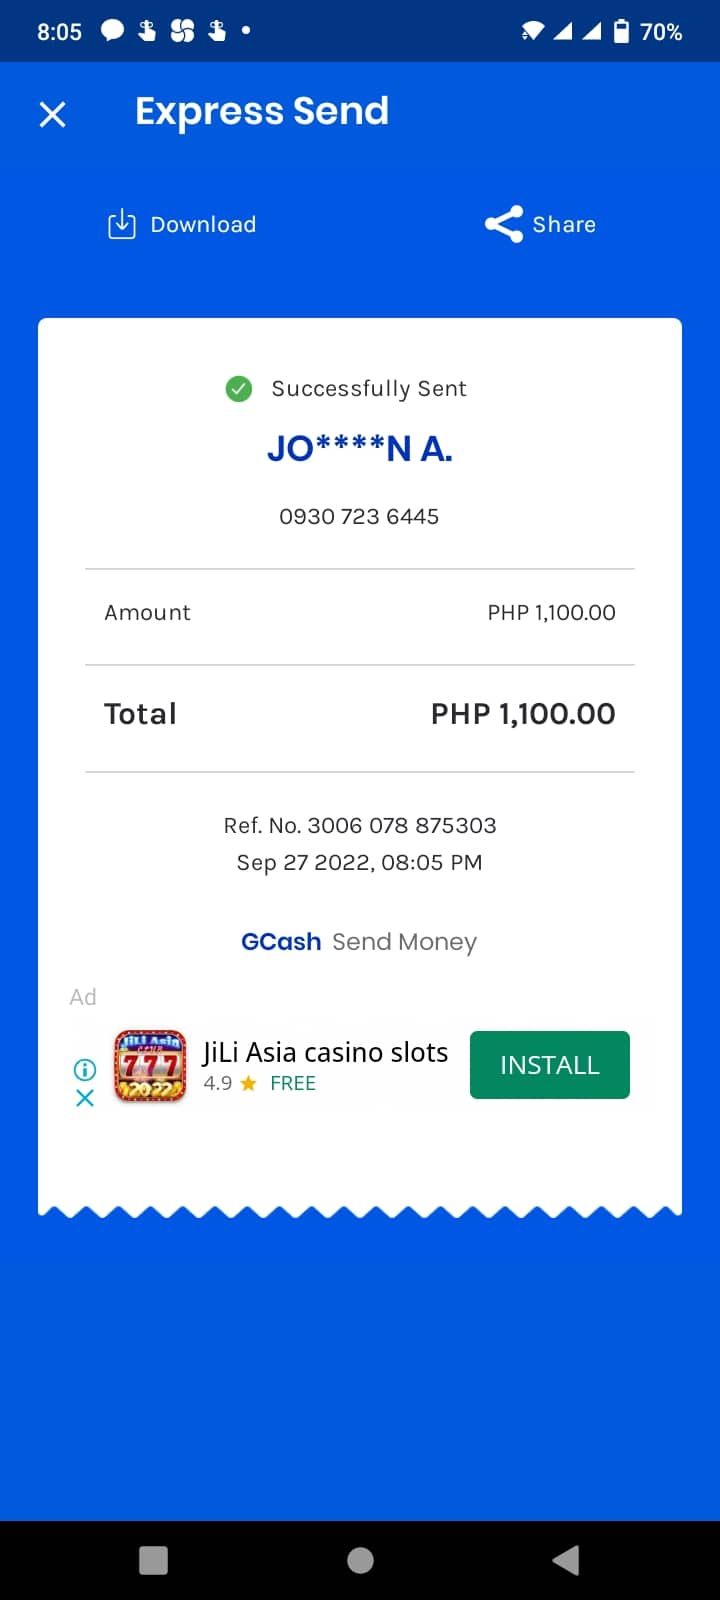 8:05 70%
Express Send
Download Share
Successfully Sent
JO****N A.
0930 723 6445
Amount PHP 1,100.00
Total PHP 1,100.00
Ref. No. 3006 078 875303
Sep 27 2022, 08:05 PM
GCash Send Money
Ad
JiLi Asia
777
2022
JiLi Asia casino slots
4.9 FREE
INSTALL